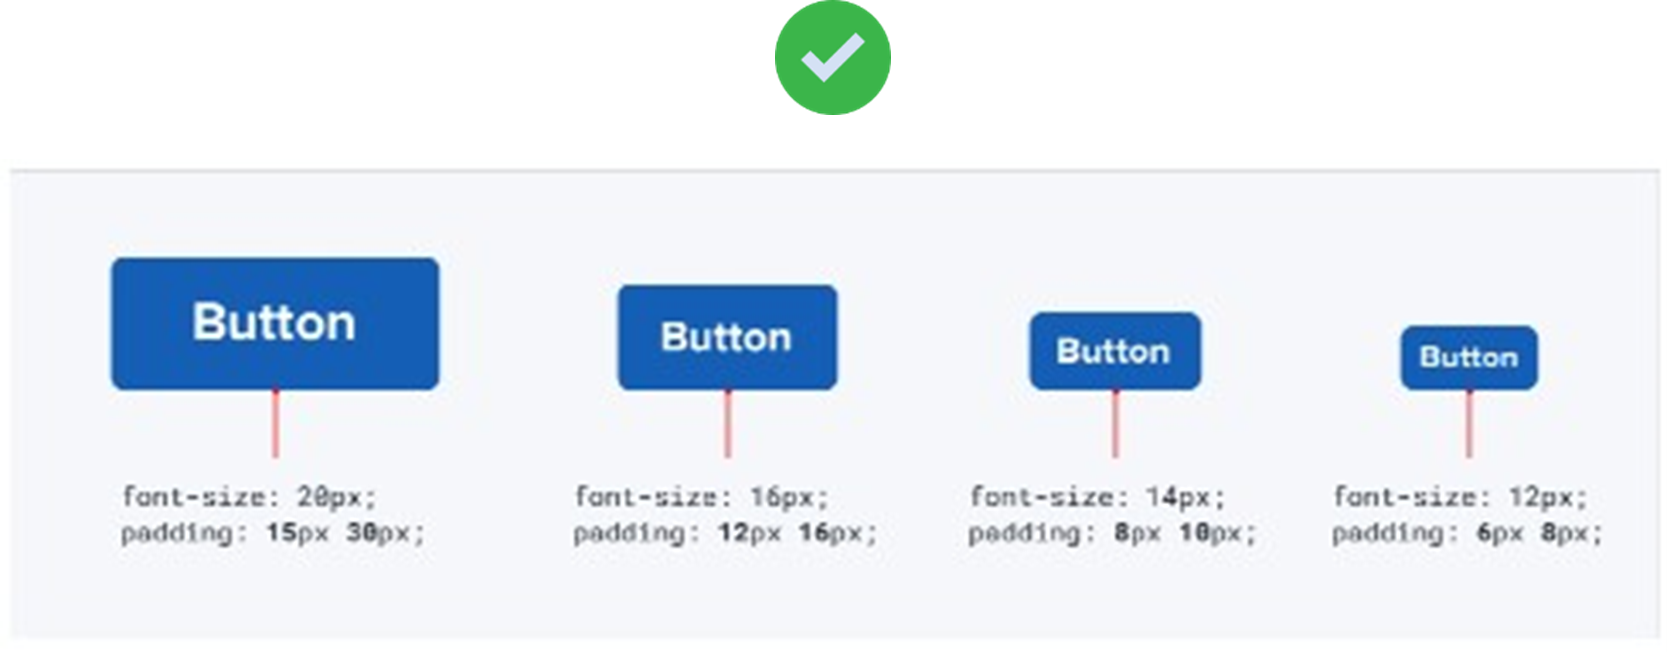 Button
Button
Button
Button
font-size: 20px;
padding: 15px 30px;
font-size: 16px;
padding: 12px 16px;
font-size: 14px;
padding: 8px 10px;
font-size: 12px;
padding: 6px 8px;